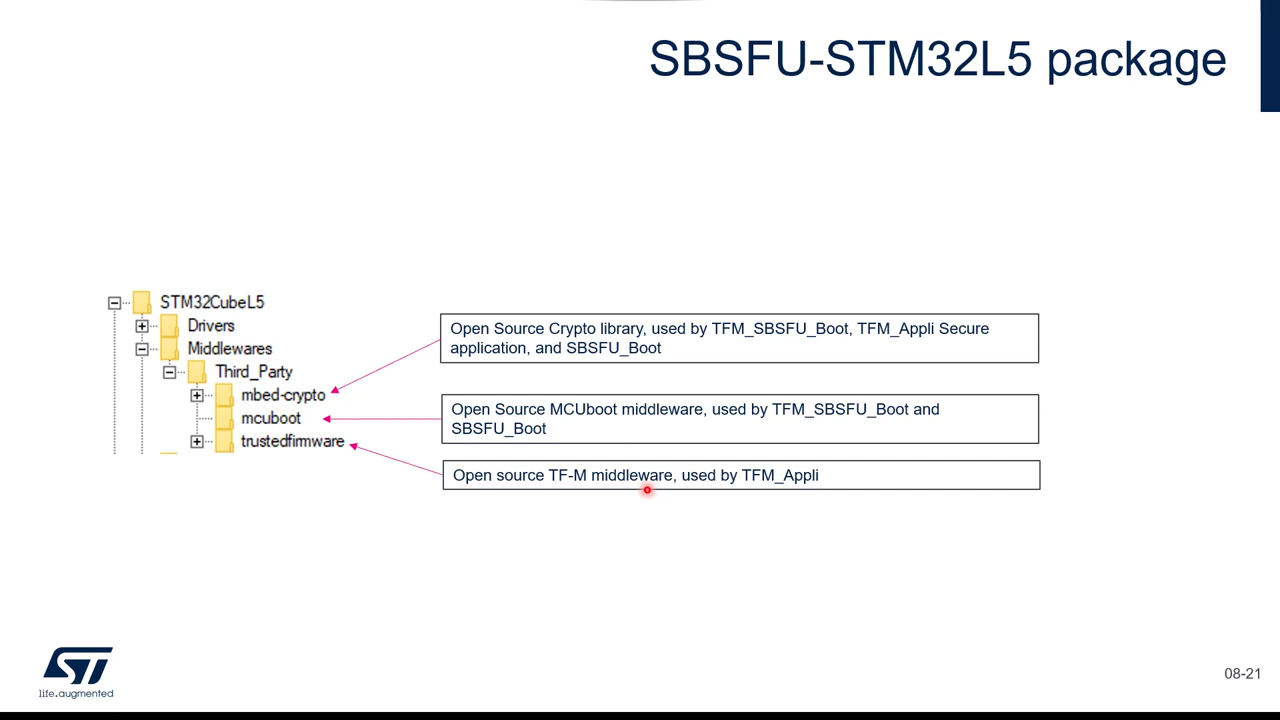 SBSFU-STM32L5 package
STM32CubeL5
Drivers
Middlewares
Third_Party
mbed-crypto
mcuboot
trustedfirmware
Open Source Crypto library, used by TFM_SBSFU_Boot, TFM_Appli Secure
application, and SBSFU_Boot
Open Source MCUboot middleware, used by TFM_SBSFU_Boot and
SBSFU_Boot
Open source TF-M middleware, used by TFM_Appli
ST
life.augmented
08-21